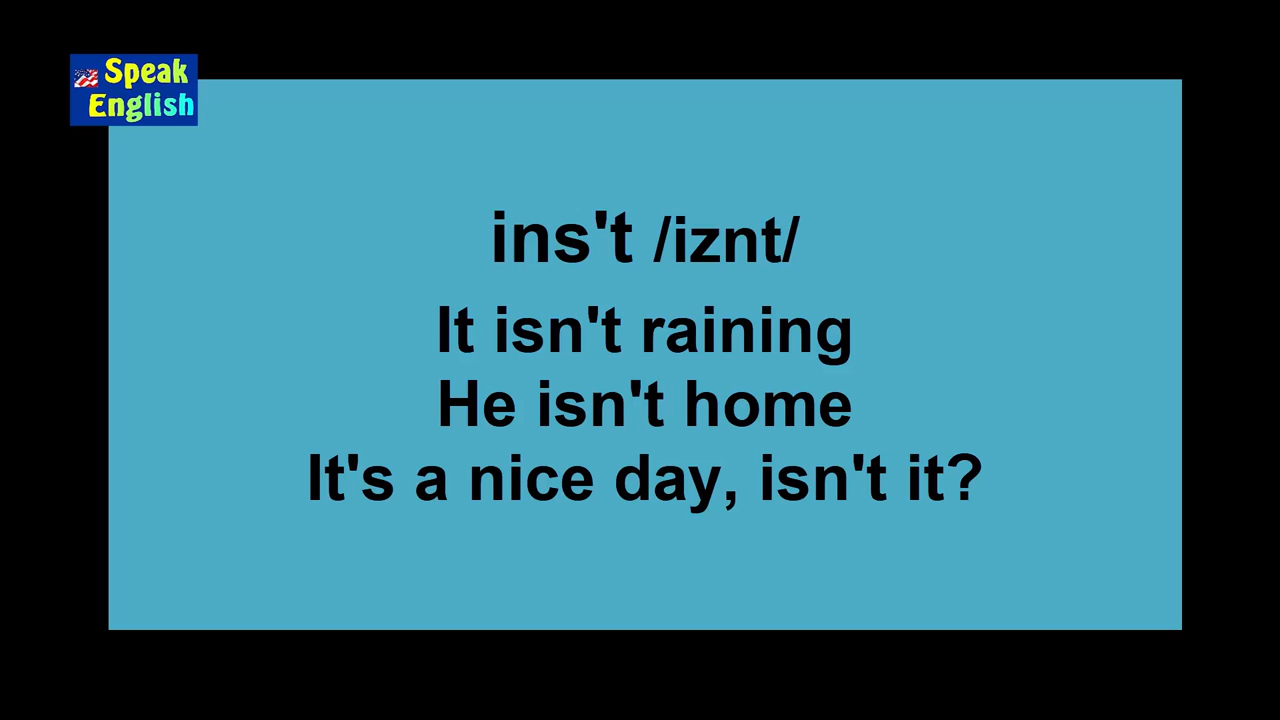 Speak
English
ins't /iznt/
It isn't raining
He isn't home
It's a nice day, isn't it?